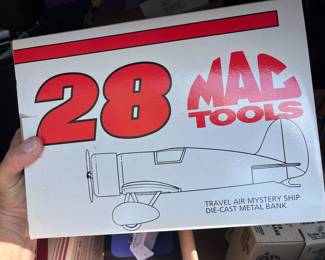 28
MAC
TOOLS
TRAVEL AIR MYSTERY SHIP
DIE-CAST METAL BANK